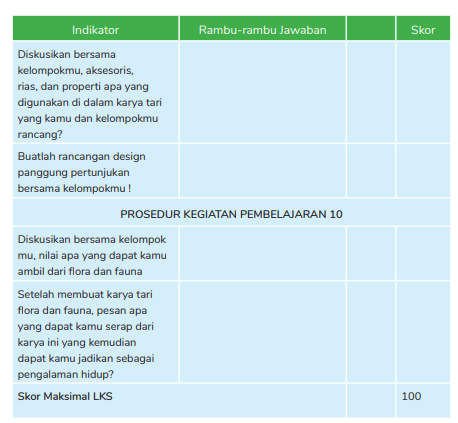 Indikator Rambu-rambu Jawaban Skor
Diskusikan bersama
kelompokmu, aksesoris,
rias, dan properti apa yang
digunakan di dalam karya tari
yang kamu dan kelompokmu
rancang?
Buatlah rancangan design
panggung pertunjukan
bersama kelompokmu !
PROSEDUR KEGIATAN PEMBELAJARAN 10
Diskusikan bersama kelompok
mu, nilai apa yang dapat kamu
ambil dari flora dan fauna
Setelah membuat karya tari
flora dan fauna, pesan apa
yang dapat kamu serap dari
karya ini yang kemudian
dapat kamu jadikan sebagai
pengalaman hidup?
Skor Maksimal LKS 100